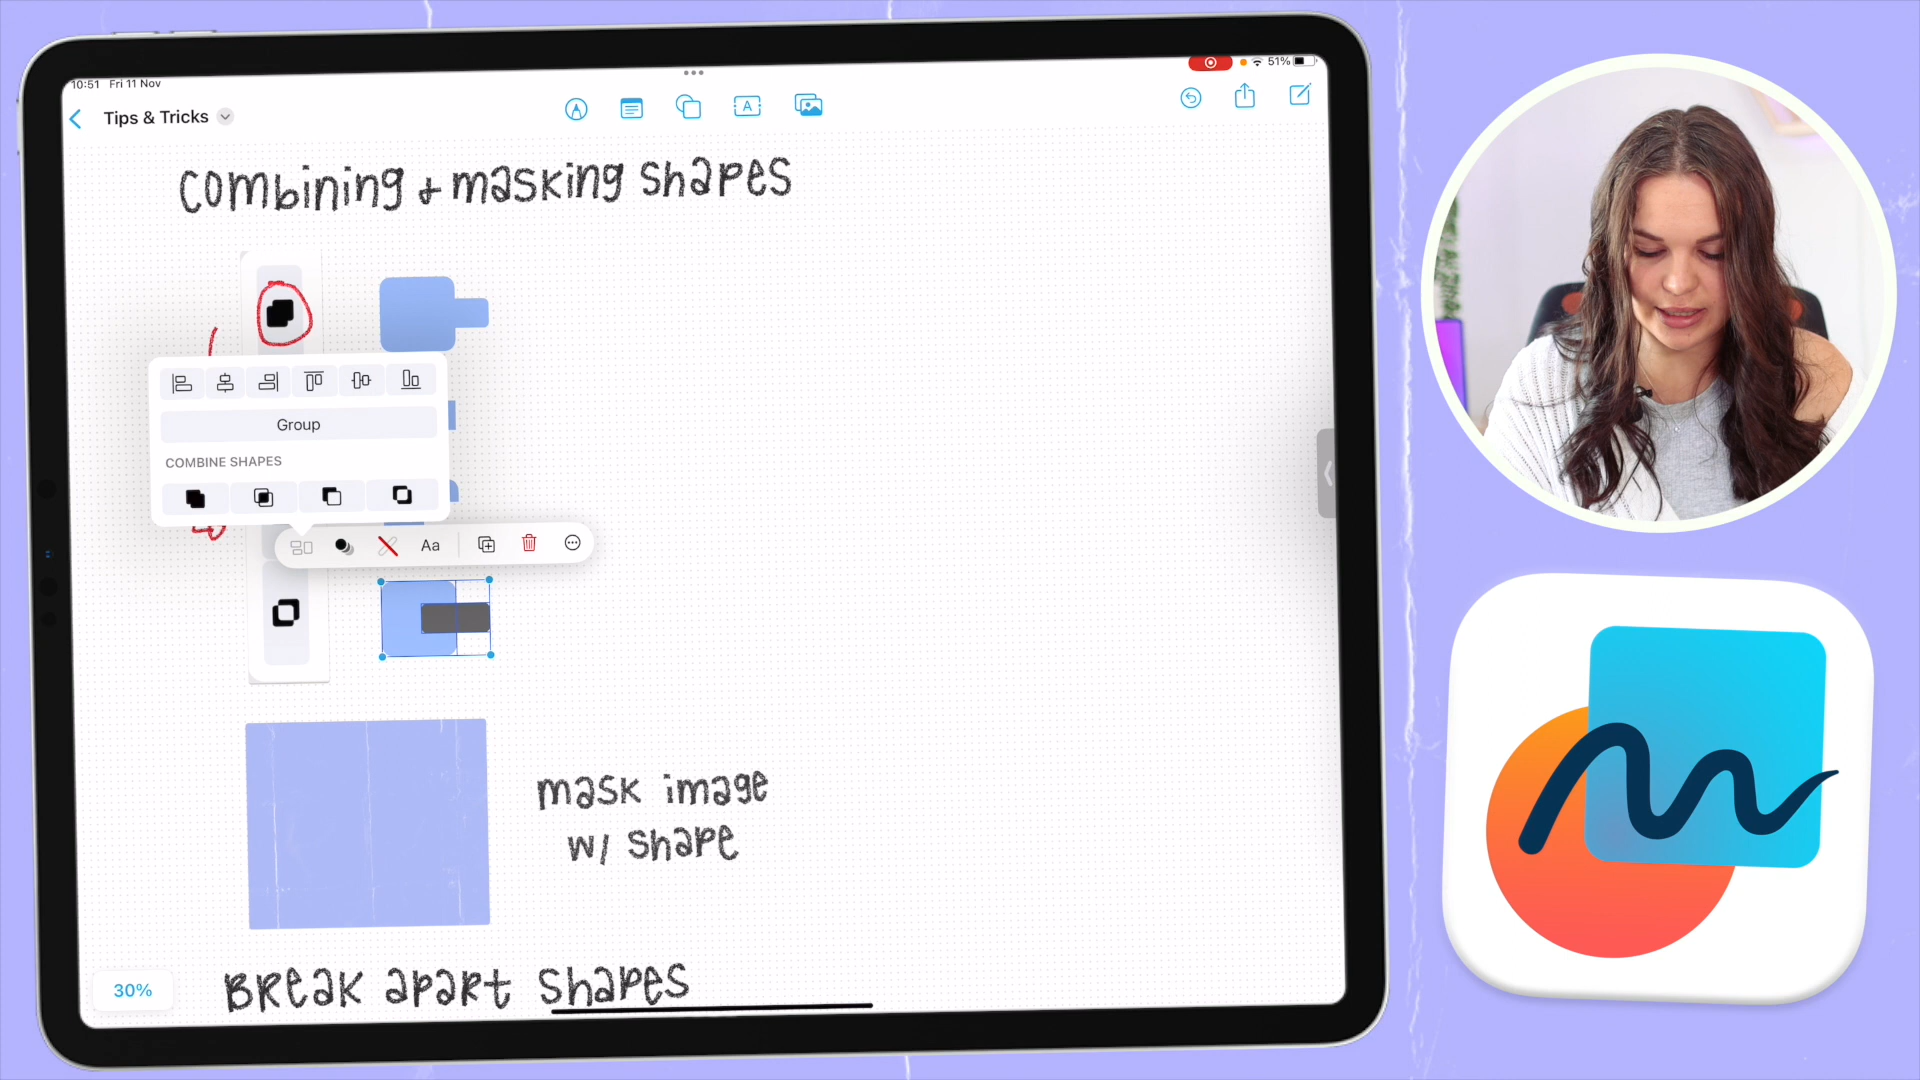 10:51 Fri 11 Nov
51%
Tips & Tricks
A
combining + masking shapes
Group
COMBINE SHAPES
Aa
mask image
w/ shape
30%
BREAK apart shapes